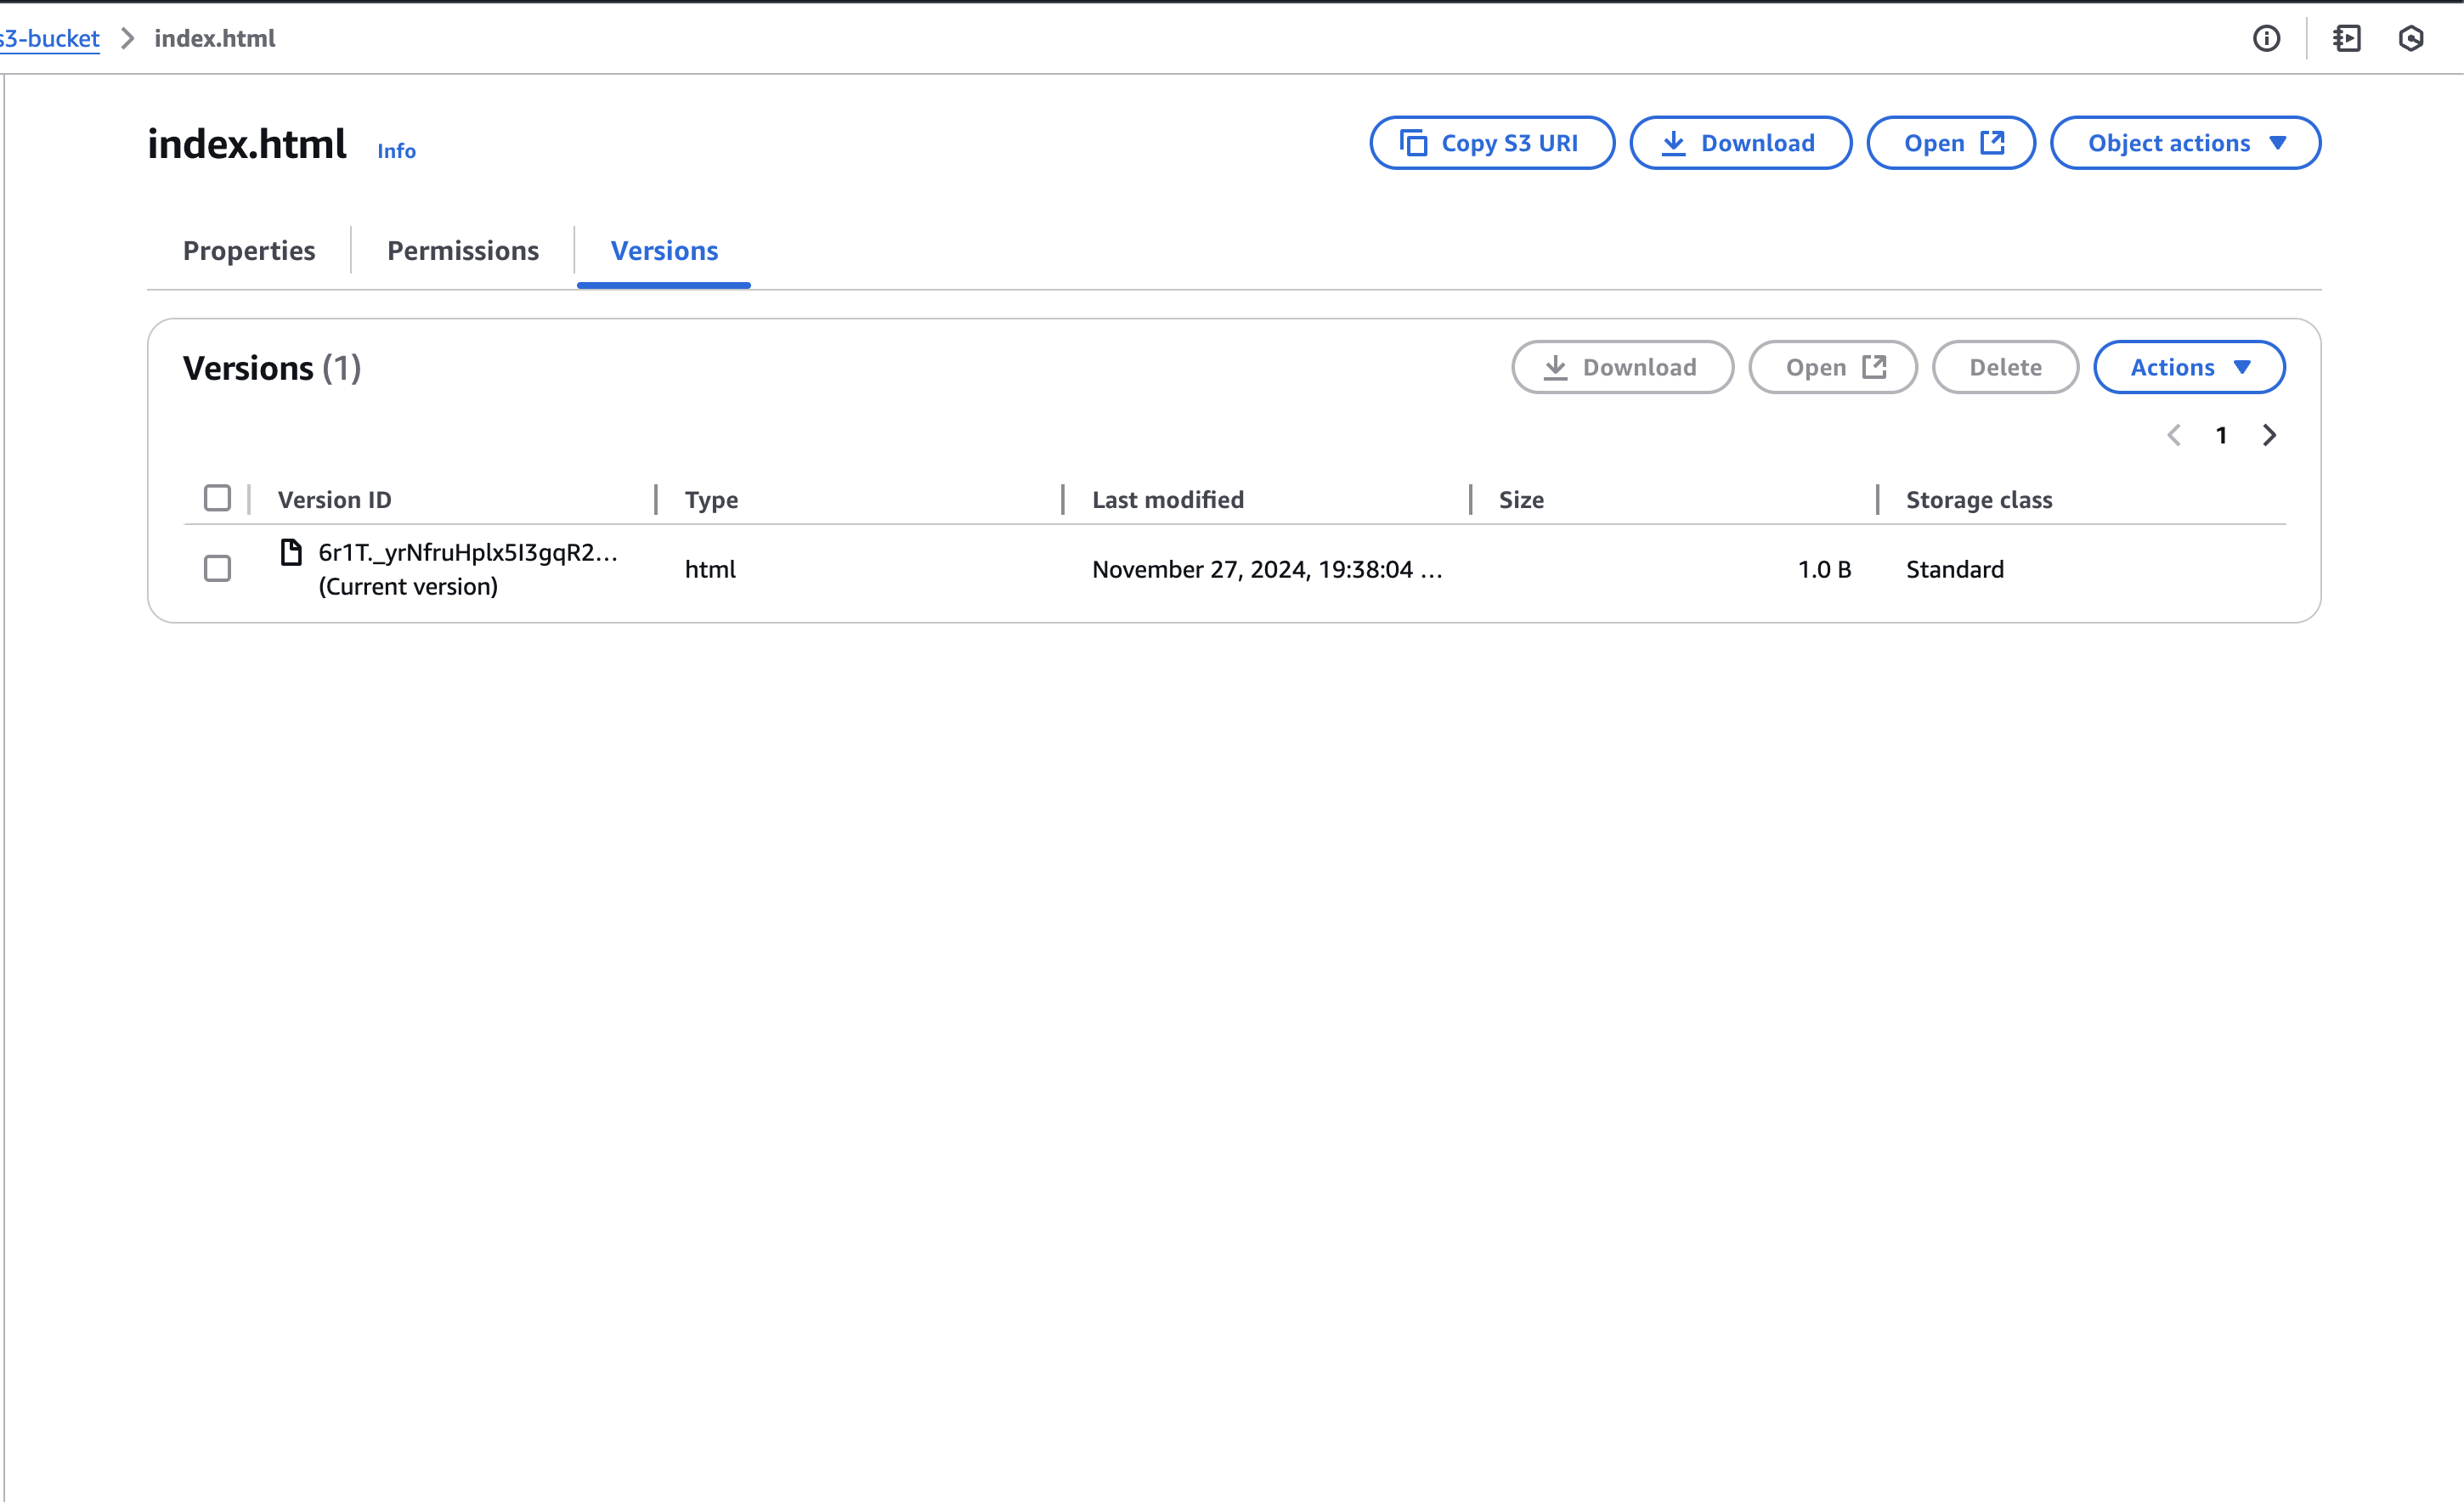 s3-bucket > index.html
index.html Info
Copy S3 URI Download Open Object actions
Properties Permissions Versions
Versions (1)
Download Open Delete Actions
1
Version ID Type Last modified Size Storage class
6r1T._yrNfruHplx5I3gqR2... html November 27, 2024, 19:38:04 ... 1.0 B Standard
(Current version)